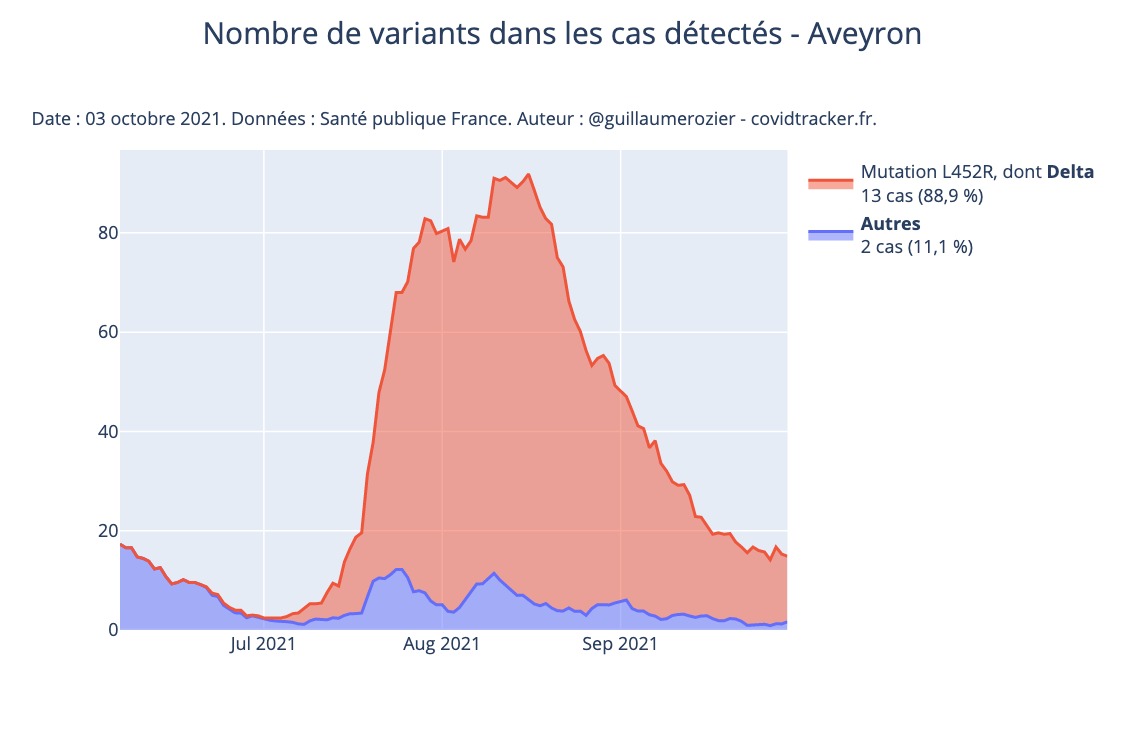 Nombre de variants dans les cas détectés - Aveyron
Date : 03 octobre 2021. Données : Santé publique France. Auteur : @guillaumerozier - covidtracker.fr.
Mutation L452R, dont Delta
13 cas (88,9 %)
Autres
2 cas (11,1 %)
80
60
40
20
0
Jul 2021
Aug 2021
Sep 2021